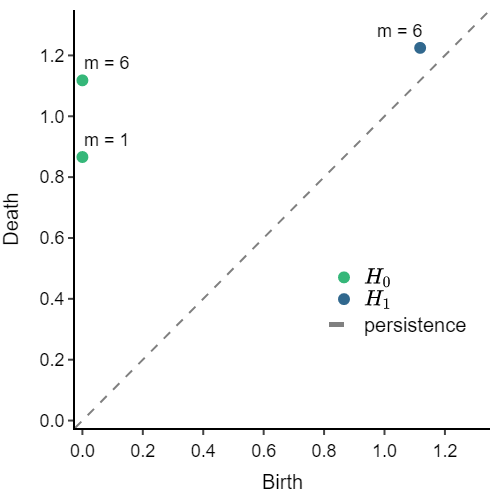 m = 6
m = 6
m = 1
1.2
1.0
0.8
0.6
0.4
0.2
0.0
Death
H0
H1
persistence
0.0 0.2 0.4 0.6 0.8 1.0 1.2
Birth